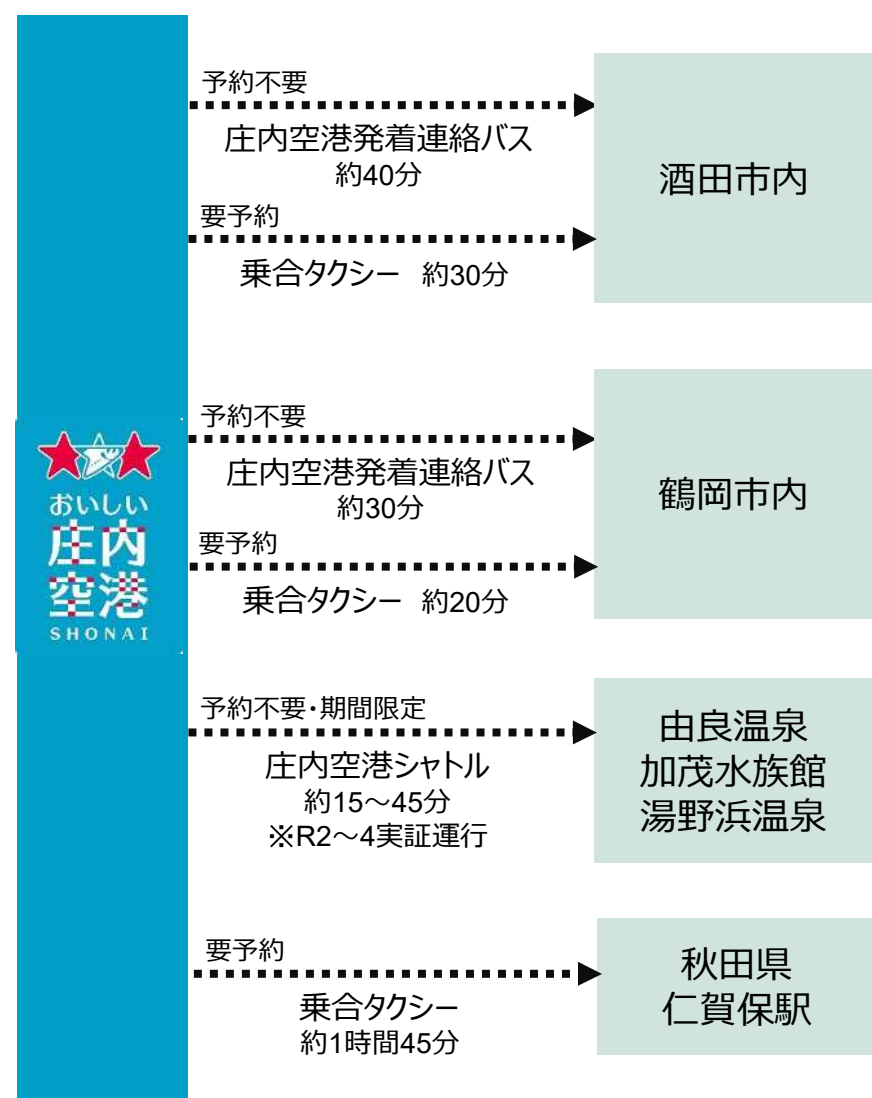 予約不要
庄内空港発着連絡バス
約40分
酒田市内
要予約
乗合タクシー 約30分
予約不要
庄内空港発着連絡バス
約30分
鶴岡市内
要予約
乗合タクシー 約20分
おいしい
庄内
空港
SHONAI
予約不要・期間限定
庄内空港シャトル
約15～45分
※R2～4実証運行
由良温泉
加茂水族館
湯野浜温泉
要予約
乗合タクシー
約1時間45分
秋田県
仁賀保駅